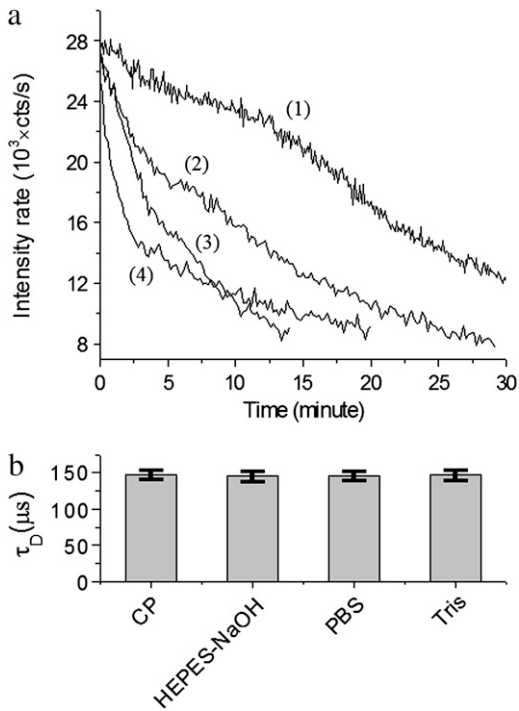 a
Intensity rate (10³×cts/s)
28
24
20
16
12
8
(1)
(2)
(3)
(4)
0
5
10
15
20
25
30
Time (minute)
b
τD(μs)
150
100
50
0
CP
HEPES-NaOH
PBS
Tris